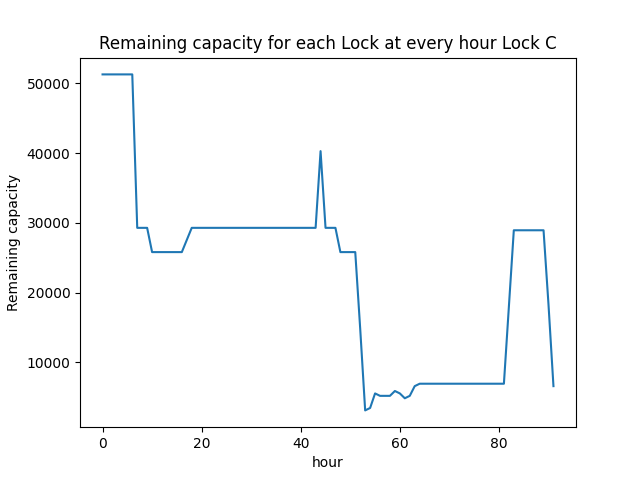 Remaining capacity for each Lock at every hour Lock C
50000
40000
30000
20000
10000
Remaining capacity
0 20 40 60 80
hour